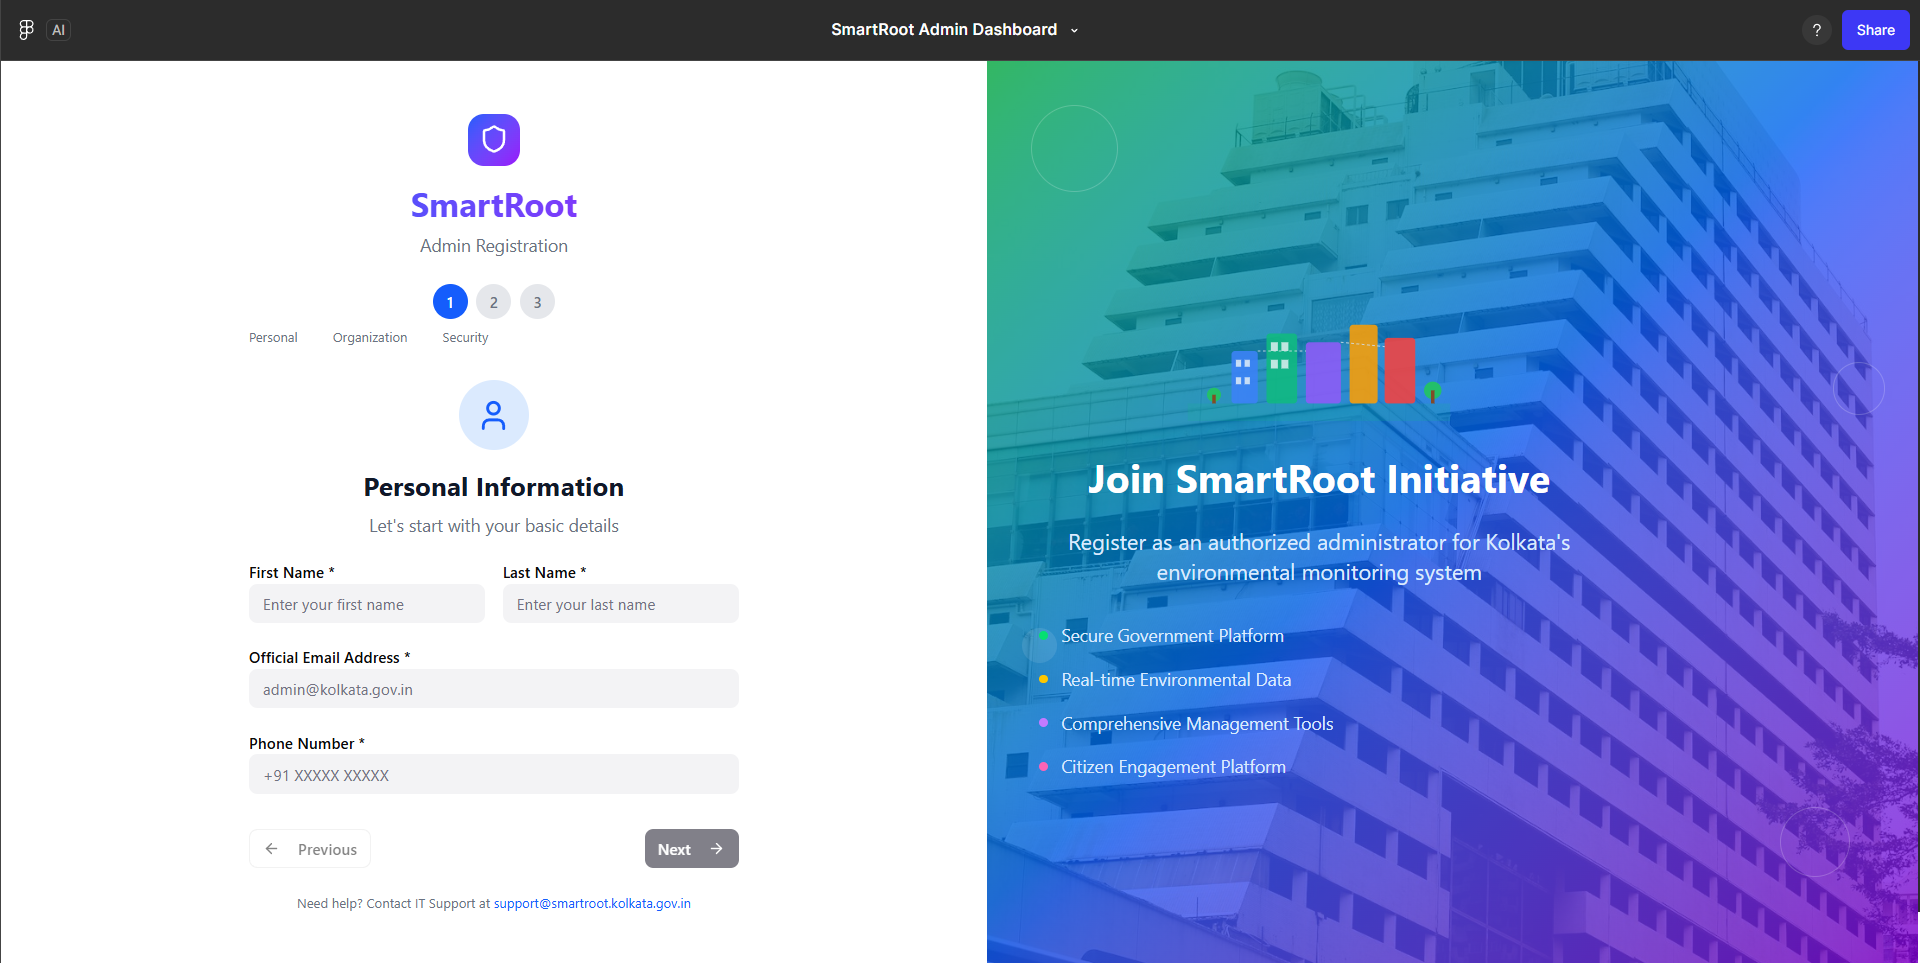 AI
SmartRoot Admin Dashboard
?
Share
SmartRoot
Admin Registration
1 2 3
Personal Organization Security
Personal Information
Let's start with your basic details
First Name * Last Name *
Enter your first name Enter your last name
Official Email Address *
admin@kolkata.gov.in
Phone Number *
+91 XXXXX XXXXX
Previous Next
Need help? Contact IT Support at support@smartroot.kolkata.gov.in
Join SmartRoot Initiative
Register as an authorized administrator for Kolkata's
environmental monitoring system
Secure Government Platform
Real-time Environmental Data
Comprehensive Management Tools
Citizen Engagement Platform